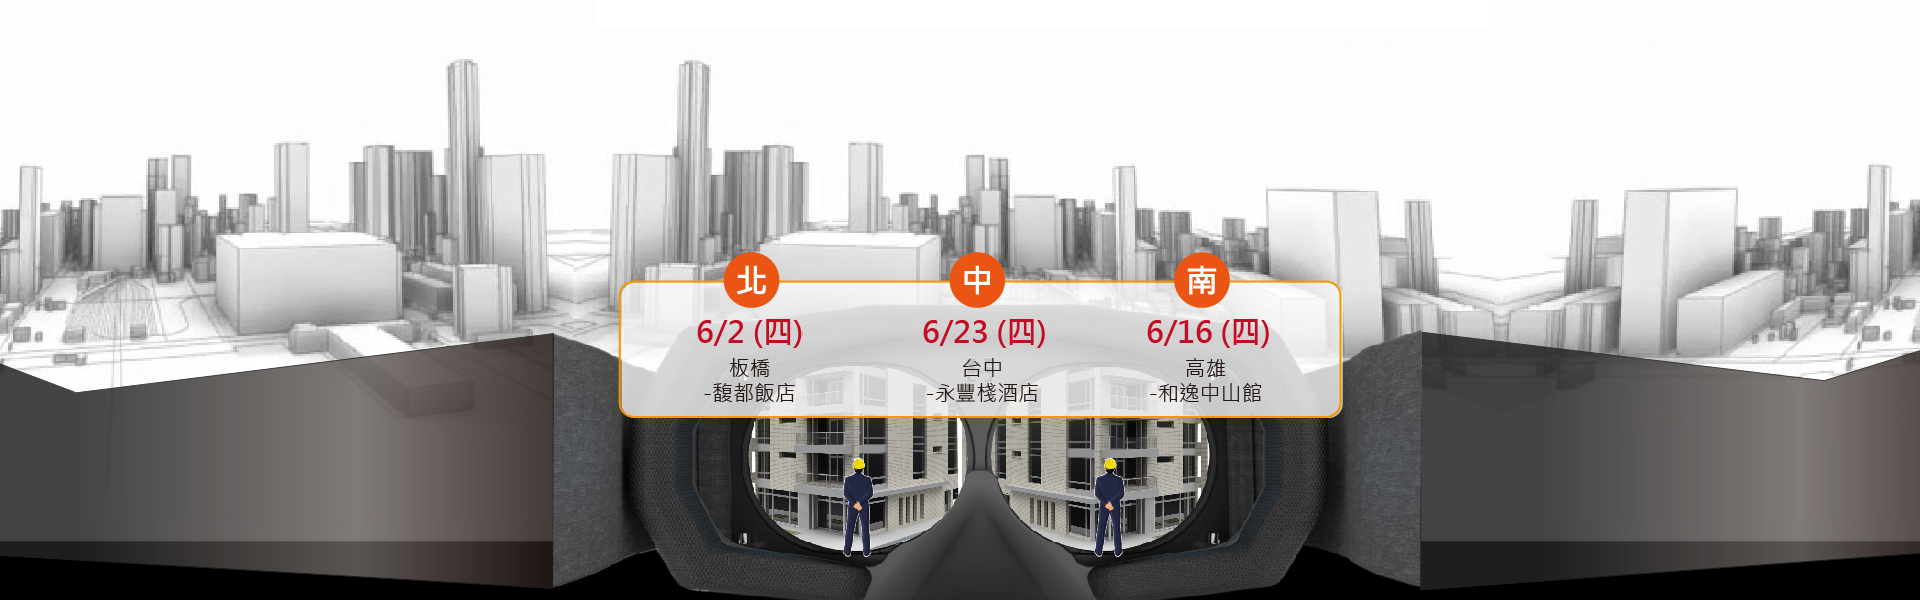 北
6/2 (四)
板橋
-馥都飯店
中
6/23 (四)
台中
-永豐棧酒店
南
6/16 (四)
高雄
-和逸中山館